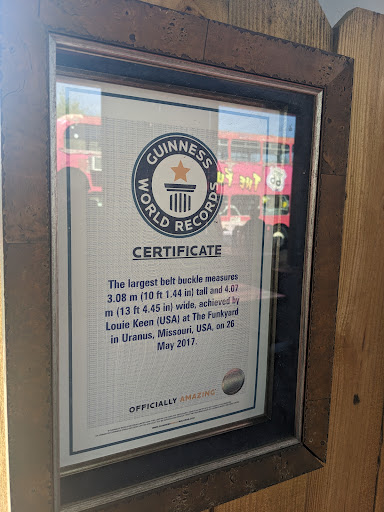 GUINNESS
WORLD RECORDS
CERTIFICATE
The largest belt buckle measures
3.08 m (10 ft 1.44 in) tall and 4.07
m (13 ft 4.45 in) wide, achieved by
Louie Keen (USA) at The Funkyard
in Uranus, Missouri, USA, on 26
May 2017.
OFFICIALLY AMAZING